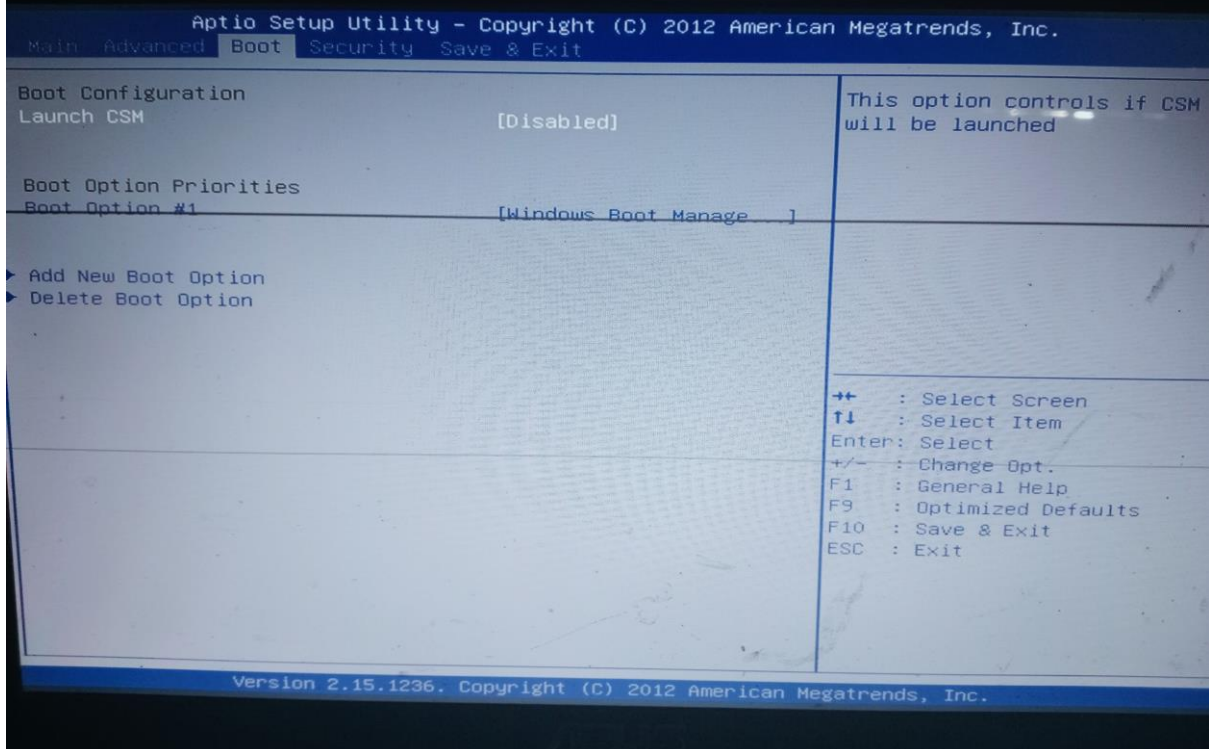 Aptio Setup Utility – Copyright (C) 2012 American Megatrends, Inc.
Main Advanced Boot Security Save & Exit
Boot Configuration
Launch CSM [Disabled]
Boot Option Priorities
Boot Option #1 [Windows Boot Manage...]
Add New Boot Option
Delete Boot Option
This option controls if CSM
will be launched
→← : Select Screen
↑↓ : Select Item
Enter: Select
+/- : Change Opt.
F1 : General Help
F9 : Optimized Defaults
F10 : Save & Exit
ESC : Exit
Version 2.15.1236. Copyright (C) 2012 American Megatrends, Inc.